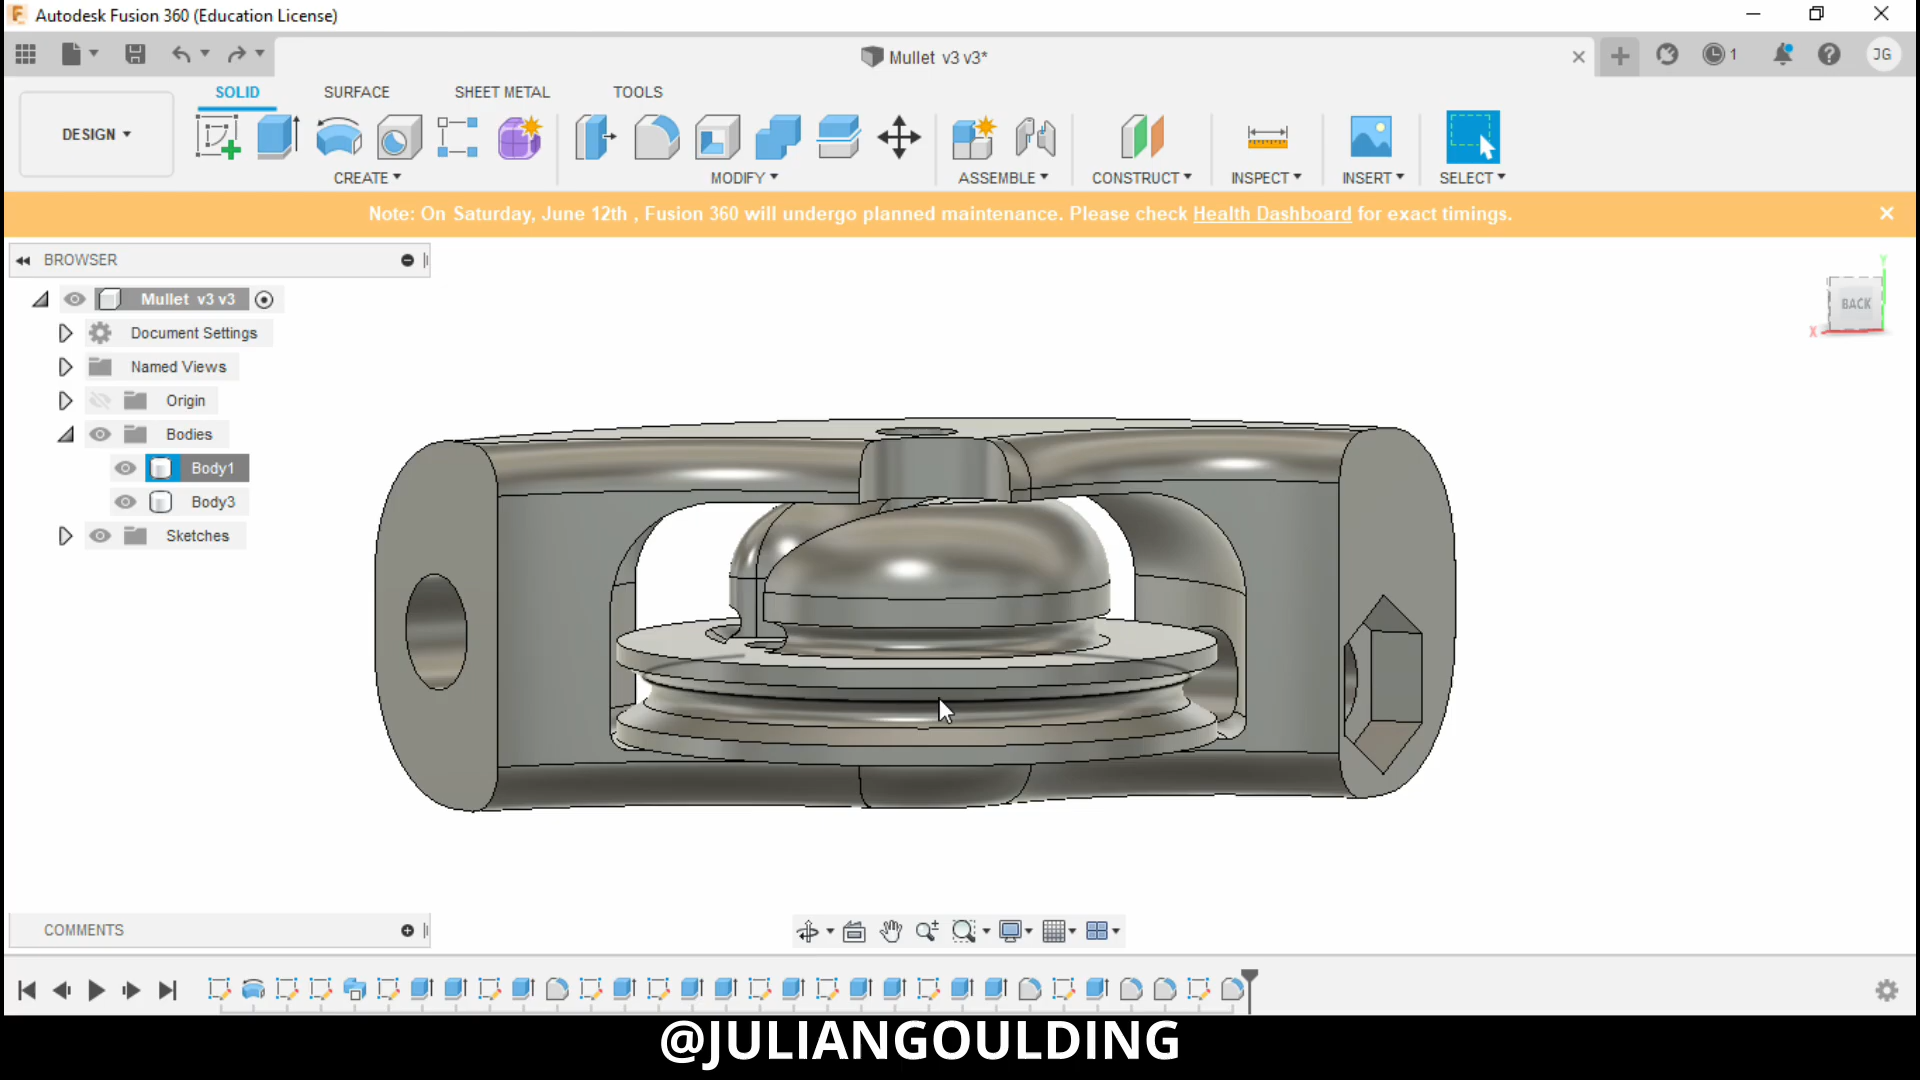 Autodesk Fusion 360 (Education License)
Mullet v3 v3*
1
JG
SOLID SURFACE SHEET METAL TOOLS
DESIGN
CREATE MODIFY ASSEMBLE CONSTRUCT INSPECT INSERT SELECT
Note: On Saturday, June 12th , Fusion 360 will undergo planned maintenance. Please check Health Dashboard for exact timings.
BROWSER
Mullet v3 v3
Document Settings
Named Views
Origin
Bodies
Body1
Body3
Sketches
Y
BACK
X
COMMENTS
@JULIANGOULDING